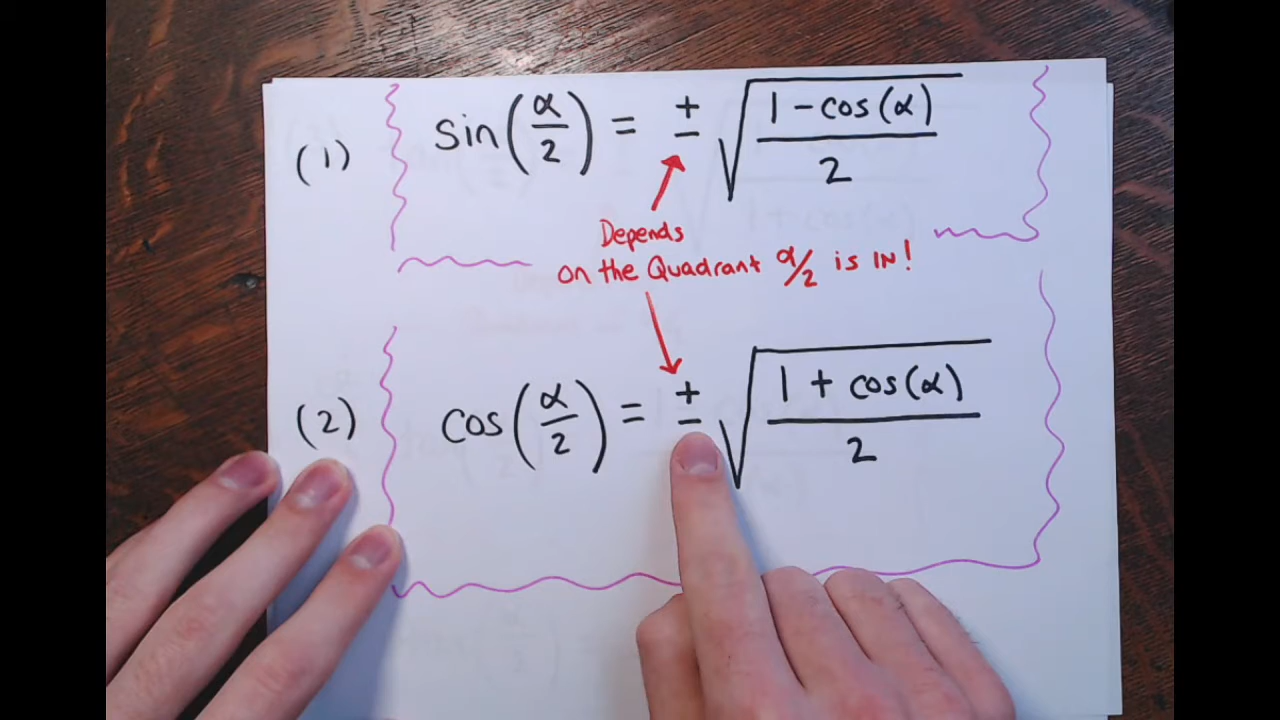 (1) sin(α/2) = ± √((1 - cos(α))/2)
Depends
on the Quadrant α/2 is IN!
(2) cos(α/2) = ± √((1 + cos(α))/2)